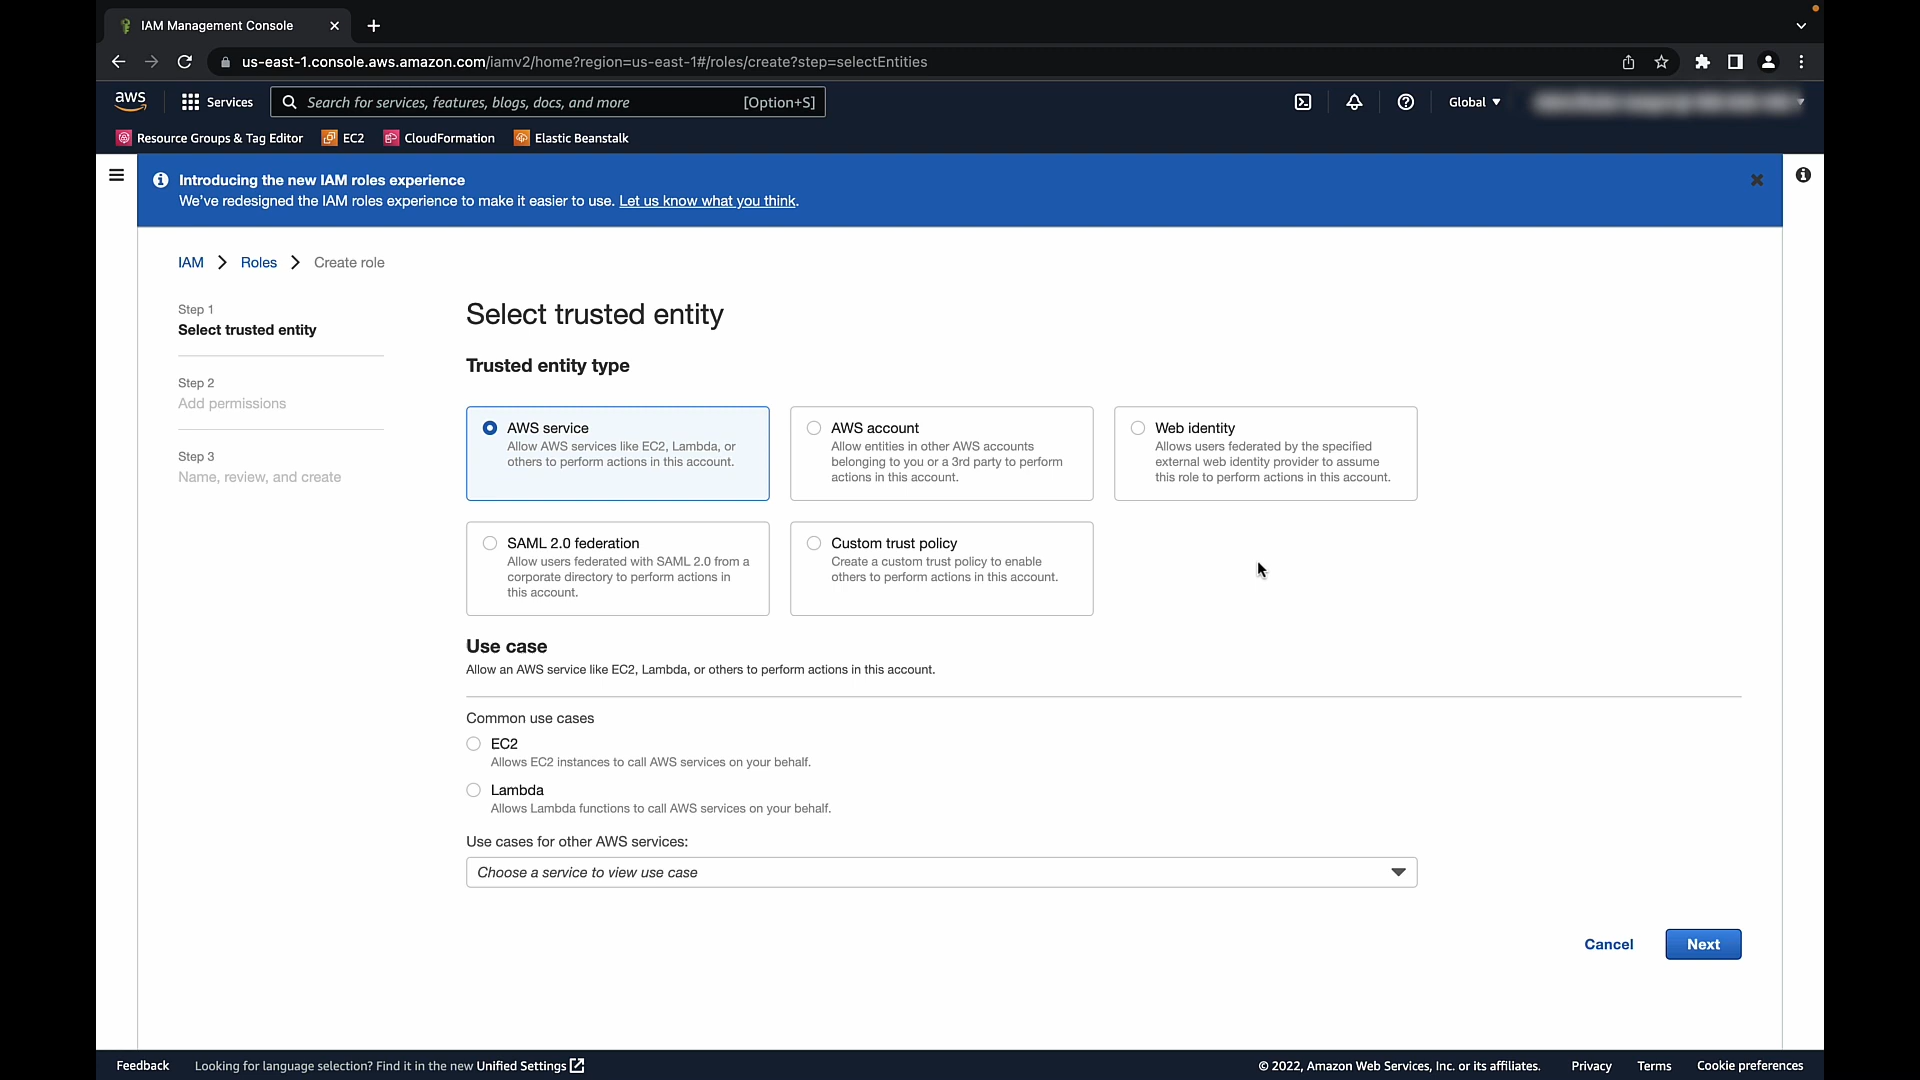 IAM Management Console
us-east-1.console.aws.amazon.com/iamv2/home?region=us-east-1#/roles/create?step=selectEntities
aws
Services
Search for services, features, blogs, docs, and more
[Option+S]
Global
Resource Groups & Tag Editor
EC2
CloudFormation
Elastic Beanstalk
Introducing the new IAM roles experience
We've redesigned the IAM roles experience to make it easier to use. Let us know what you think.
IAM
Roles
Create role
Step 1
Select trusted entity
Step 2
Add permissions
Step 3
Name, review, and create
Select trusted entity
Trusted entity type
AWS service
Allow AWS services like EC2, Lambda, or
others to perform actions in this account.
AWS account
Allow entities in other AWS accounts
belonging to you or a 3rd party to perform
actions in this account.
Web identity
Allows users federated by the specified
external web identity provider to assume
this role to perform actions in this account.
SAML 2.0 federation
Allow users federated with SAML 2.0 from a
corporate directory to perform actions in
this account.
Custom trust policy
Create a custom trust policy to enable
others to perform actions in this account.
Use case
Allow an AWS service like EC2, Lambda, or others to perform actions in this account.
Common use cases
EC2
Allows EC2 instances to call AWS services on your behalf.
Lambda
Allows Lambda functions to call AWS services on your behalf.
Use cases for other AWS services:
Choose a service to view use case
Cancel
Next
Feedback
Looking for language selection? Find it in the new Unified Settings
© 2022, Amazon Web Services, Inc. or its affiliates.
Privacy
Terms
Cookie preferences